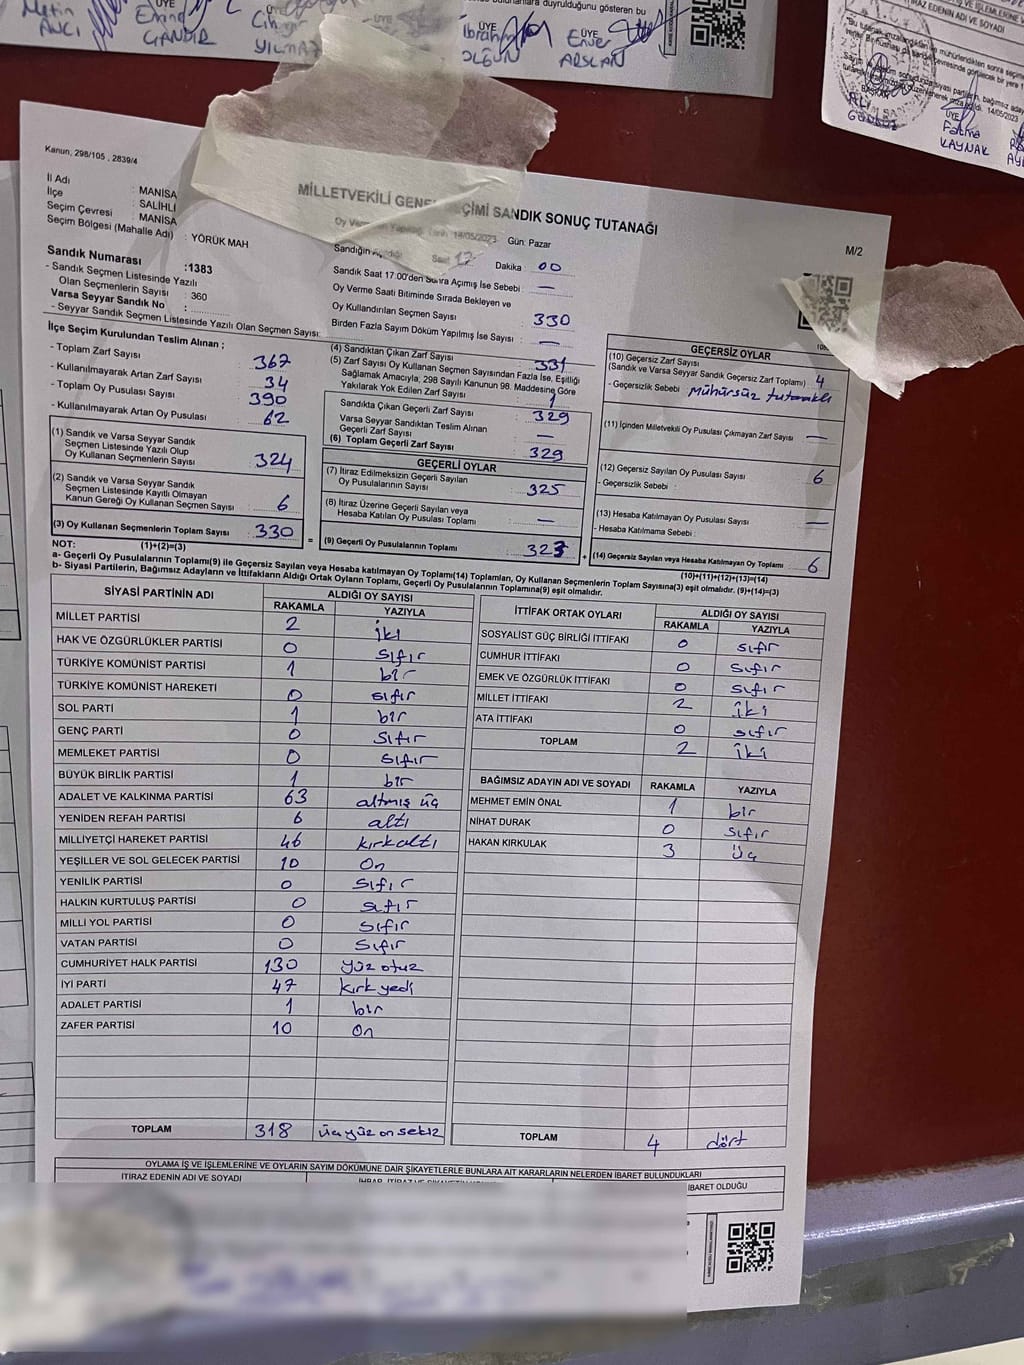 Metin
AVCI
ÜYE
GANDIR
ÜYE
YILMAZ
duyrulduğunu gösteren bu
ÜYE
İbrahim
OLGUN
ÜYE
Enver
ARSLAN
İTİRAZ EDENİN ADI VE SOYADI
ALİ
ÜYE
Fatma
KAYNAK
Kanun, 298/105 , 2839/4
İl Adı : MANİSA
İlçe : SALİHLİ
Seçim Çevresi : MANİSA
Seçim Bölgesi (Mahalle Adı) : YÖRÜK MAH
Sandık Numarası :1383
- Sandık Seçmen Listesinde Yazılı
Olan Seçmenlerin Sayısı : 360
Varsa Seyyar Sandık No :
- Seyyar Sandık Seçmen Listesinde Yazılı Olan Seçmen Sayısı:
MİLLETVEKİLİ GENEL SEÇİMİ SANDIK SONUÇ TUTANAĞI
M/2
14/05/2023 Gün: Pazar
Sandığın Açıldığı Saat 17 Dakika 00
Sandık Saat 17:00'den Sonra Açılmış İse Sebebi : —
Oy Verme Saati Bitiminde Sırada Bekleyen ve
Oy Kullandırılan Seçmen Sayısı : 330
Birden Fazla Sayım Döküm Yapılmış İse Sayısı : —
İlçe Seçim Kurulundan Teslim Alınan ;
- Toplam Zarf Sayısı : 367
- Kullanılmayarak Artan Zarf Sayısı : 34
- Toplam Oy Pusulası Sayısı : 390
- Kullanılmayarak Artan Oy Pusulası : 62
(1) Sandık ve Varsa Seyyar Sandık
Seçmen Listesinde Yazılı Olup
Oy Kullanan Seçmenlerin Sayısı : 324
(2) Sandık ve Varsa Seyyar Sandık
Seçmen Listesinde Kayıtlı Olmayan
Kanun Gereği Oy Kullanan Seçmen Sayısı : 6
(3) Oy Kullanan Seçmenlerin Toplam Sayısı : 330
(1)+(2)=(3)
(4) Sandıktan Çıkan Zarf Sayısı : 331
(5) Zarf Sayısı Oy Kullanan Seçmen Sayısından Fazla İse, Eşitliği
Sağlamak Amacıyla, 298 Sayılı Kanunun 98. Maddesine Göre
Yakılarak Yok Edilen Zarf Sayısı : 1
Sandıkta Çıkan Geçerli Zarf Sayısı : 329
Varsa Seyyar Sandıktan Teslim Alınan
Geçerli Zarf Sayısı : —
(6) Toplam Geçerli Zarf Sayısı : 329
GEÇERLİ OYLAR
(7) İtiraz Edilmeksizin Geçerli Sayılan
Oy Pusulalarının Sayısı : 325
(8) İtiraz Üzerine Geçerli Sayılan veya
Hesaba Katılan Oy Pusulası Toplamı : —
= (9) Geçerli Oy Pusulalarının Toplamı : 323 +
GEÇERSİZ OYLAR
(10) Geçersiz Zarf Sayısı
(Sandık ve Varsa Seyyar Sandık Geçersiz Zarf Toplamı) : 4
- Geçersizlik Sebebi : Mühürsüz tutanaklı
(11) İçinden Milletvekili Oy Pusulası Çıkmayan Zarf Sayısı : —
(12) Geçersiz Sayılan Oy Pusulası Sayısı : 6
- Geçersizlik Sebebi :
(13) Hesaba Katılmayan Oy Pusulası Sayısı : —
- Hesaba Katılmama Sebebi :
(14) Geçersiz Sayılan veya Hesaba Katılmayan Oy Toplamı : 6
(10)+(11)+(12)+(13)=(14)
NOT:
a- Geçerli Oy Pusulalarının Toplamı(9) ile Geçersiz Sayılan veya Hesaba katılmayan Oy Toplamı(14) Toplamları, Oy Kullanan Seçmenlerin Toplam Sayısına(3) eşit olmalıdır. (9)+(14)=(3)
b- Siyasi Partilerin, Bağımsız Adayların ve İttifakların Aldığı Ortak Oyların Toplamı, Geçerli Oy Pusulalarının Toplamına(9) eşit olmalıdır.
SİYASİ PARTİNİN ADI ALDIĞI OY SAYISI
RAKAMLA YAZIYLA
MİLLET PARTİSİ 2 iki
HAK VE ÖZGÜRLÜKLER PARTİSİ 0 sıfır
TÜRKİYE KOMÜNİST PARTİSİ 1 bir
TÜRKİYE KOMÜNİST HAREKETİ 0 sıfır
SOL PARTİ 1 bir
GENÇ PARTİ 0 sıfır
MEMLEKET PARTİSİ 0 sıfır
BÜYÜK BİRLİK PARTİSİ 1 bir
ADALET VE KALKINMA PARTİSİ 63 altmış üç
YENİDEN REFAH PARTİSİ 6 altı
MİLLİYETÇİ HAREKET PARTİSİ 46 kırkaltı
YEŞİLLER VE SOL GELECEK PARTİSİ 10 On
YENİLİK PARTİSİ 0 sıfır
HALKIN KURTULUŞ PARTİSİ 0 sıfır
MİLLİ YOL PARTİSİ 0 sıfır
VATAN PARTİSİ 0 sıfır
CUMHURİYET HALK PARTİSİ 130 yüz otuz
İYİ PARTİ 47 kırk yedi
ADALET PARTİSİ 1 bir
ZAFER PARTİSİ 10 On
TOPLAM 318 üçyüz on sekiz
İTTİFAK ORTAK OYLARI ALDIĞI OY SAYISI
RAKAMLA YAZIYLA
SOSYALİST GÜÇ BİRLİĞİ İTTİFAKI 0 sıfır
CUMHUR İTTİFAKI 0 sıfır
EMEK VE ÖZGÜRLÜK İTTİFAKI 0 sıfır
MİLLET İTTİFAKI 2 iki
ATA İTTİFAKI 0 sıfır
TOPLAM 2 iki
BAĞIMSIZ ADAYIN ADI VE SOYADI RAKAMLA YAZIYLA
MEHMET EMİN ÖNAL 1 bir
NİHAT DURAK 0 sıfır
HAKAN KIRKULAK 3 üç
TOPLAM 4 dört
OYLAMA İŞ VE İŞLEMLERİNE VE OYLARIN SAYIM DÖKÜMÜNE DAİR ŞİKAYETLERLE BUNLARA AİT KARARLARIN NELERDEN İBARET BULUNDUKLARI
İTİRAZ EDENİN ADI VE SOYADI
İBARET OLDUĞU